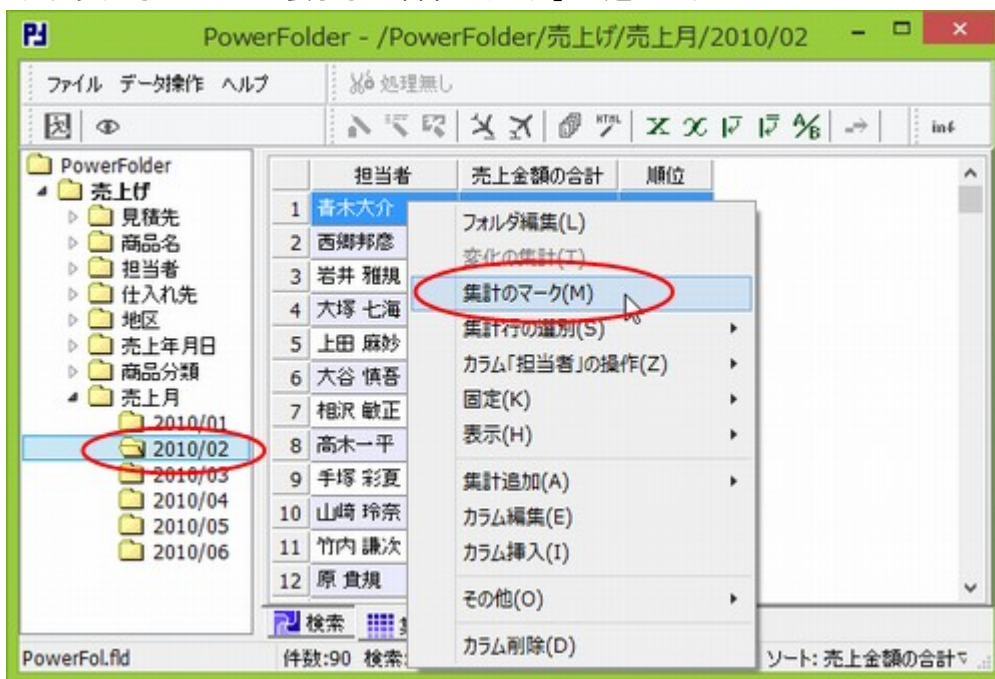 PowerFolder - /PowerFolder/売上げ/売上月/2010/02
ファイル データ操作 ヘルプ
処理無し
HTML
A/B
inf
PowerFolder
売上げ
見積先
商品名
担当者
仕入れ先
地区
売上年月日
商品分類
売上月
2010/01
2010/02
2010/03
2010/04
2010/05
2010/06
担当者 売上金額の合計 順位
1 青木大介
2 西郷邦彦
3 岩井 雅規
4 大塚 七海
5 上田 麻紗
6 大谷 慎吾
7 相沢 敏正
8 高木一平
9 手塚 彩夏
10 山崎 玲奈
11 竹内 謙次
12 原 貴規
フォルダ編集(L)
変化の集計(T)
集計のマーク(M)
集計行の選別(S)
カラム「担当者」の操作(Z)
固定(K)
表示(H)
集計追加(A)
カラム編集(E)
カラム挿入(I)
その他(O)
カラム削除(D)
検索
PowerFol.fld
件数:90 検索:
ソート: 売上金額の合計